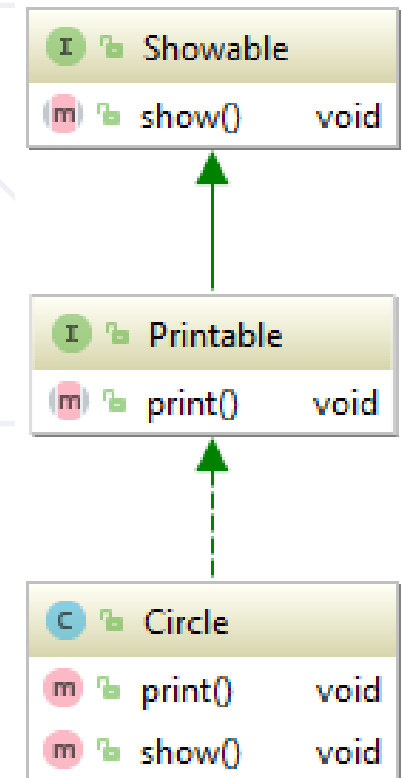 I Showable
m show() void
I Printable
m print() void
C Circle
m print() void
m show() void